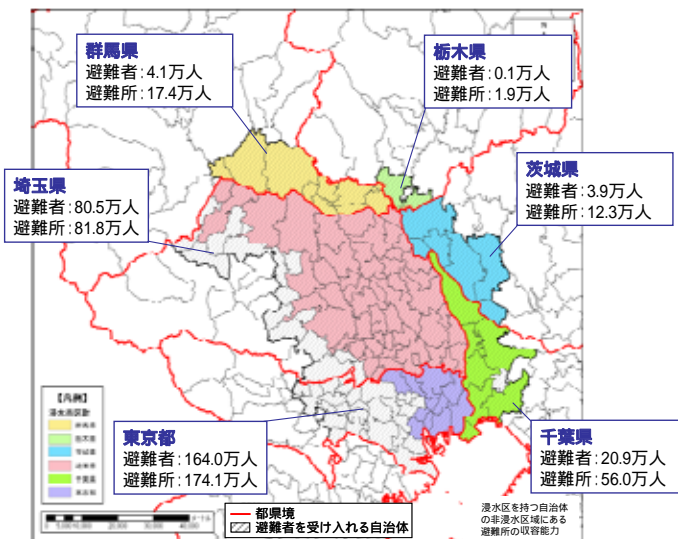 群馬県
避難者:4.1万人
避難所:17.4万人
栃木県
避難者:0.1万人
避難所:1.9万人
茨城県
避難者:3.9万人
避難所:12.3万人
埼玉県
避難者:80.5万人
避難所:81.8万人
【凡例】
東京都
避難者:164.0万人
避難所:174.1万人
千葉県
避難者:20.9万人
避難所:56.0万人
都県境
避難者を受け入れる自治体
浸水区を持つ自治体
の非浸水区域にある
避難所の収容能力